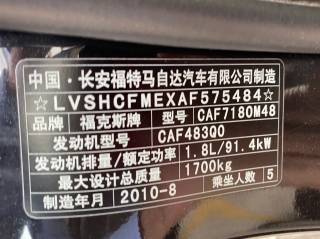 中国·长安福特马自达汽车有限公司制造
☆LVSHCFMEXAF575484☆
品牌 福克斯牌 型号 CAF7180M48
发动机型号 CAF483Q0
发动机排量/额定功率 1.8L/91.4kW
最大设计总质量 1700kg
制造年月 2010-8 乘坐人数 5